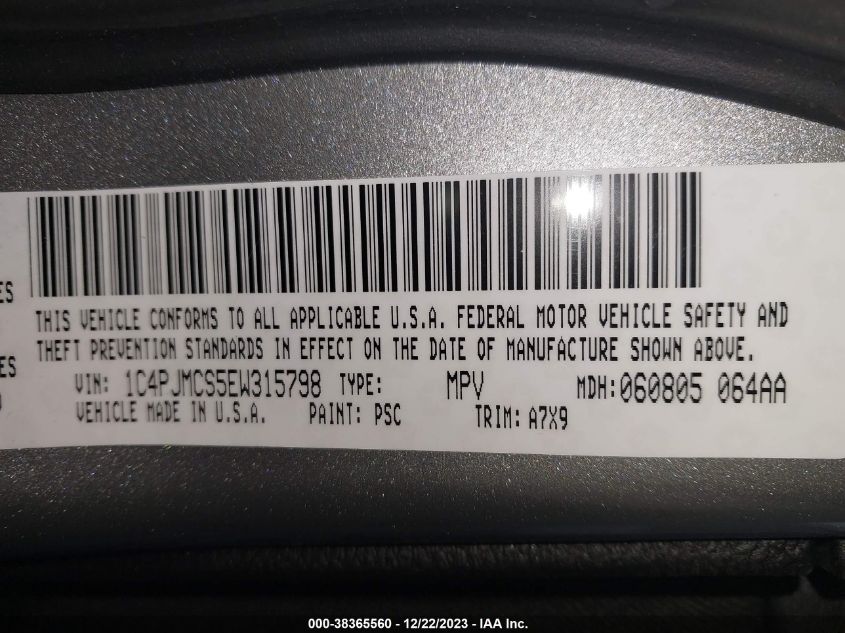 ES
ES
THIS VEHICLE CONFORMS TO ALL APPLICABLE U.S.A. FEDERAL MOTOR VEHICLE SAFETY AND
THEFT PREVENTION STANDARDS IN EFFECT ON THE DATE OF MANUFACTURE SHOWN ABOVE.
VIN: 1C4PJMCS5EW315798 TYPE: MPV MDH:060805 064AA
VEHICLE MADE IN U.S.A. PAINT: PSC TRIM: A7X9
000-38365560 - 12/22/2023 - IAA Inc.